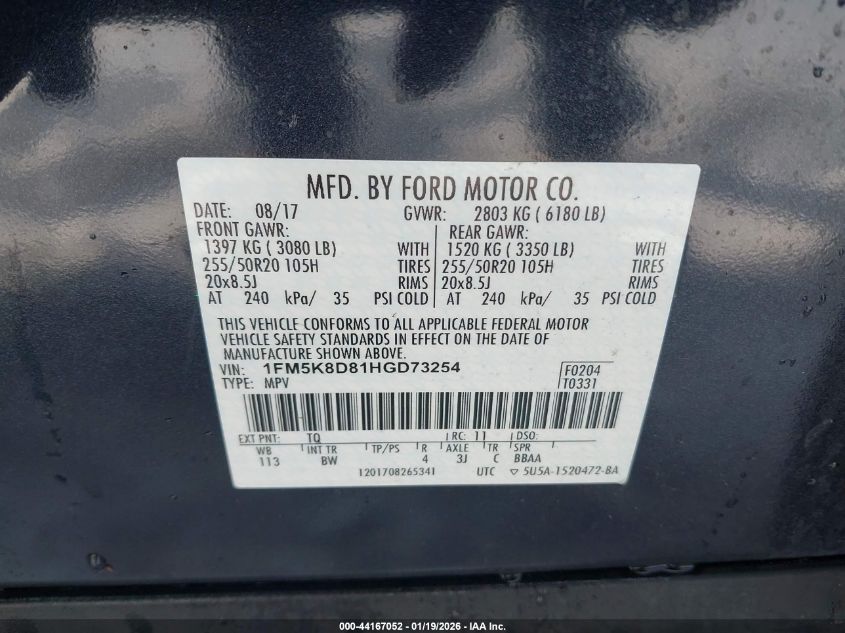 MFD. BY FORD MOTOR CO.
DATE: 08/17 GVWR: 2803 KG ( 6180 LB)
FRONT GAWR: REAR GAWR:
1397 KG ( 3080 LB) WITH 1520 KG ( 3350 LB) WITH
255/50R20 105H TIRES 255/50R20 105H TIRES
20x8.5J RIMS 20x8.5J RIMS
AT 240 kPa/ 35 PSI COLD AT 240 kPa/ 35 PSI COLD
THIS VEHICLE CONFORMS TO ALL APPLICABLE FEDERAL MOTOR
VEHICLE SAFETY STANDARDS IN EFFECT ON THE DATE OF
MANUFACTURE SHOWN ABOVE.
VIN: 1FM5K8D81HGD73254 F0204
TYPE: MPV T0331
EXT PNT: TQ RC: 11 DSO:
WB INT TR TP/PS R AXLE TR SPR
113 BW 4 3J C BBAA
1201708265341 UTC ▽ 5U5A-1520472-BA
000-44167052 — 01/19/2026 — IAA Inc.